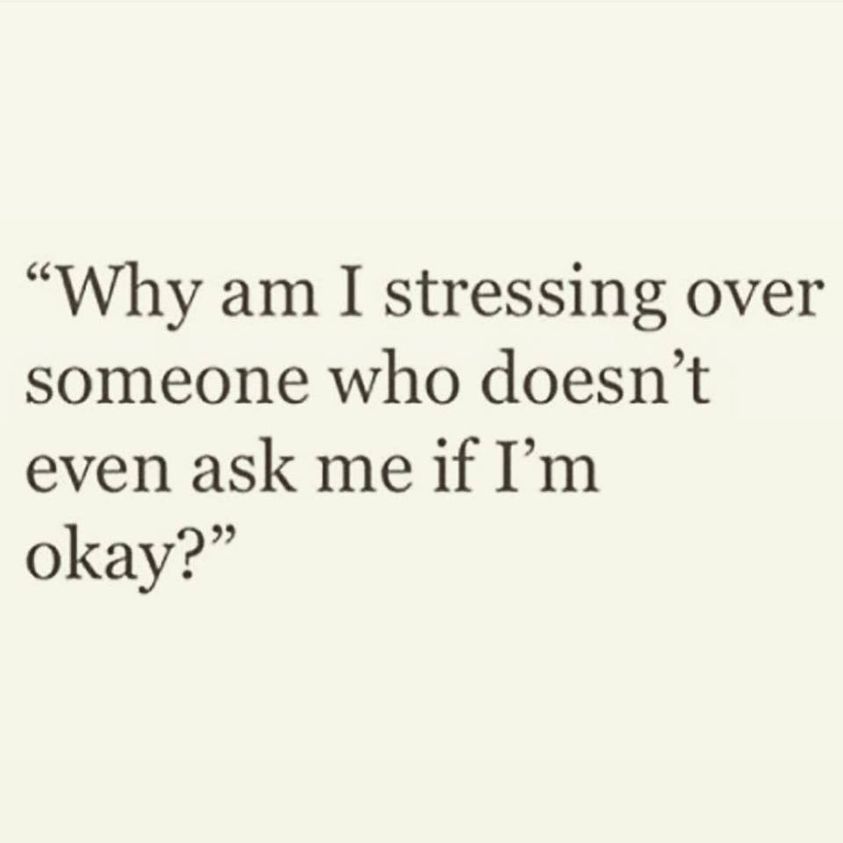 “Why am I stressing over
someone who doesn’t
even ask me if I’m
okay?”